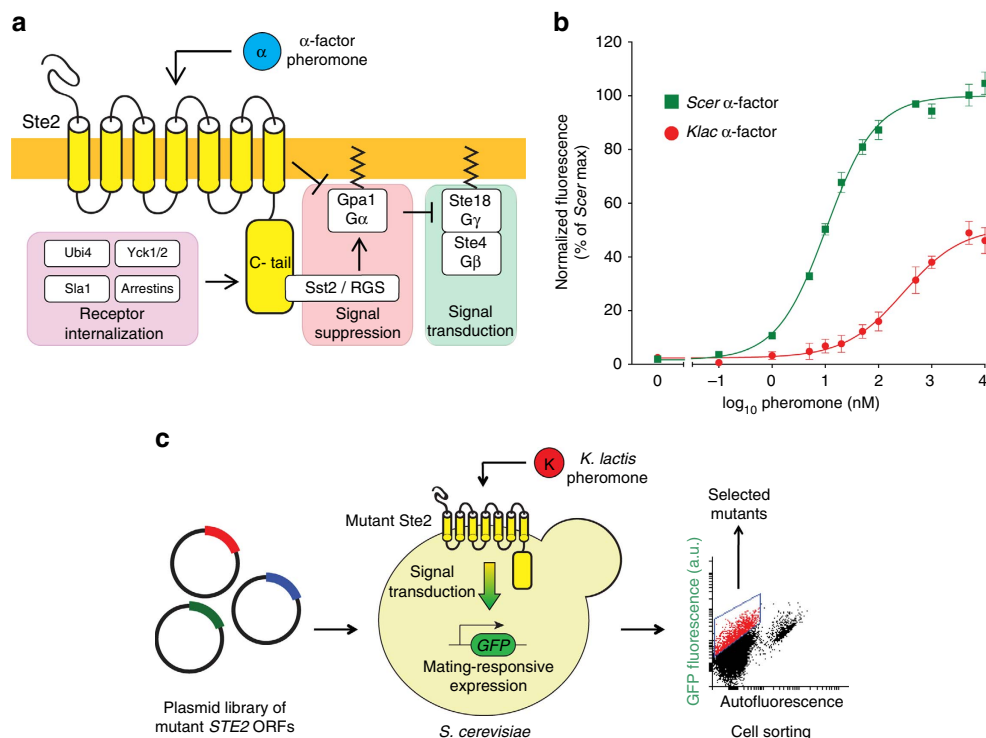 a
α
α-factor
pheromone
Ste2
Gpa1
Gα
Ste18
Gγ
Ste4
Gβ
C- tail
Ubi4
Yck1/2
Sla1
Arrestins
Receptor
internalization
Sst2 / RGS
Signal
suppression
Signal
transduction
b
Normalized fluorescence
(% of Scer max)
120
100
80
60
40
20
0
Scer α-factor
Klac α-factor
0
−1
0
1
2
3
4
log10 pheromone (nM)
c
K
K. lactis
pheromone
Mutant Ste2
Signal
transduction
GFP
Mating-responsive
expression
S. cerevisiae
Plasmid library of
mutant STE2 ORFs
Selected
mutants
GFP fluorescence (a.u.)
Autofluorescence
Cell sorting